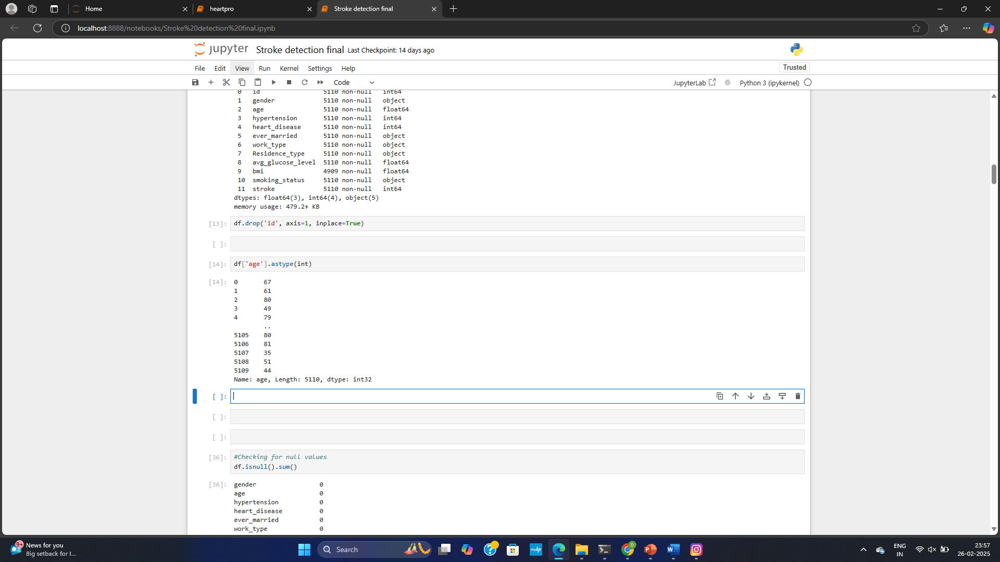 Home
heartpro
Stroke detection final
localhost:8888/notebooks/Stroke%20detection%20final.ipynb
jupyter Stroke detection final Last Checkpoint: 14 days ago
File Edit View Run Kernel Settings Help
Trusted
Code
JupyterLab
Python 3 (ipykernel)
0 id 5110 non-null int64
1 gender 5110 non-null object
2 age 5110 non-null float64
3 hypertension 5110 non-null int64
4 heart_disease 5110 non-null int64
5 ever_married 5110 non-null object
6 work_type 5110 non-null object
7 Residence_type 5110 non-null object
8 avg_glucose_level 5110 non-null float64
9 bmi 4909 non-null float64
10 smoking_status 5110 non-null object
11 stroke 5110 non-null int64
dtypes: float64(3), int64(4), object(5)
memory usage: 479.2+ KB
[13]: df.drop('id', axis=1, inplace=True)
[ ]:
[14]: df['age'].astype(int)
[14]: 0 67
1 61
2 80
3 49
4 79
..
5105 80
5106 81
5107 35
5108 51
5109 44
Name: age, Length: 5110, dtype: int32
[ ]:
[ ]:
[ ]:
[36]: #Checking for null values
df.isnull().sum()
[36]: gender 0
age 0
hypertension 0
heart_disease 0
ever_married 0
work_type 0
9+
News for you
Big setback for I...
Search
myhp
D
P
W
ENG
IN
23:57
26-02-2025